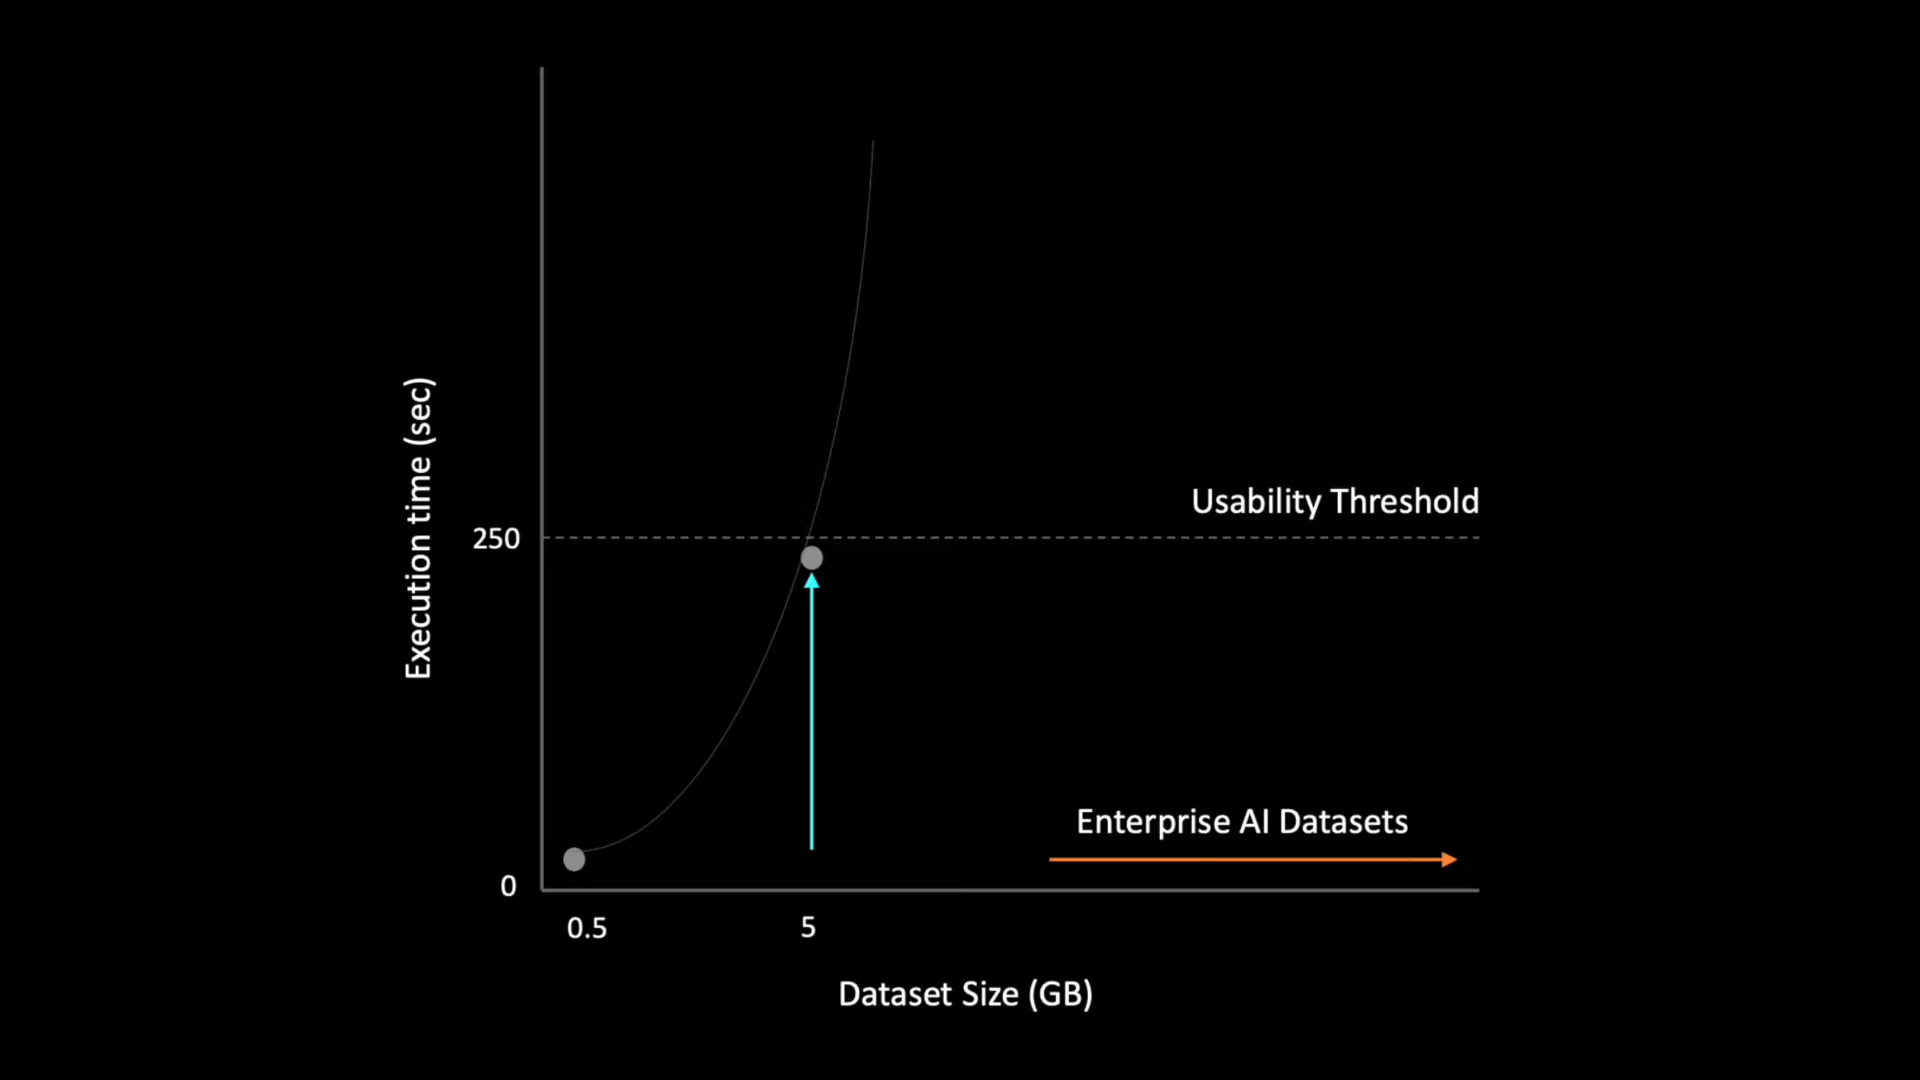 Execution time (sec)
Usability Threshold
250
Enterprise AI Datasets
0
0.5
5
Dataset Size (GB)